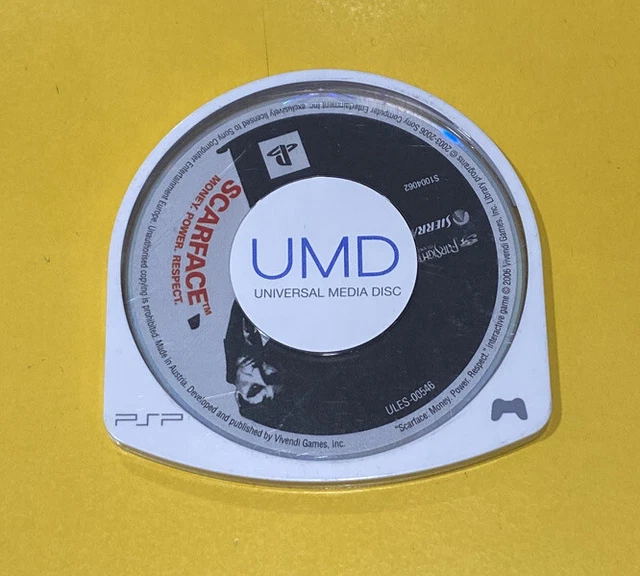 UMD
UNIVERSAL MEDIA DISC
SCARFACE™
MONEY. POWER. RESPECT.
S1004062
SIERRA
ULES-00546
"Scarface: Money. Power. Respect." interactive game © 2006 Vivendi Games, Inc. Library programs © 2003-2006 Sony Computer Entertainment Inc. exclusively licensed to Sony Computer Entertainment Europe. Unauthorised copying is prohibited. Made in Austria. Developed and published by Vivendi Games, Inc.
PSP